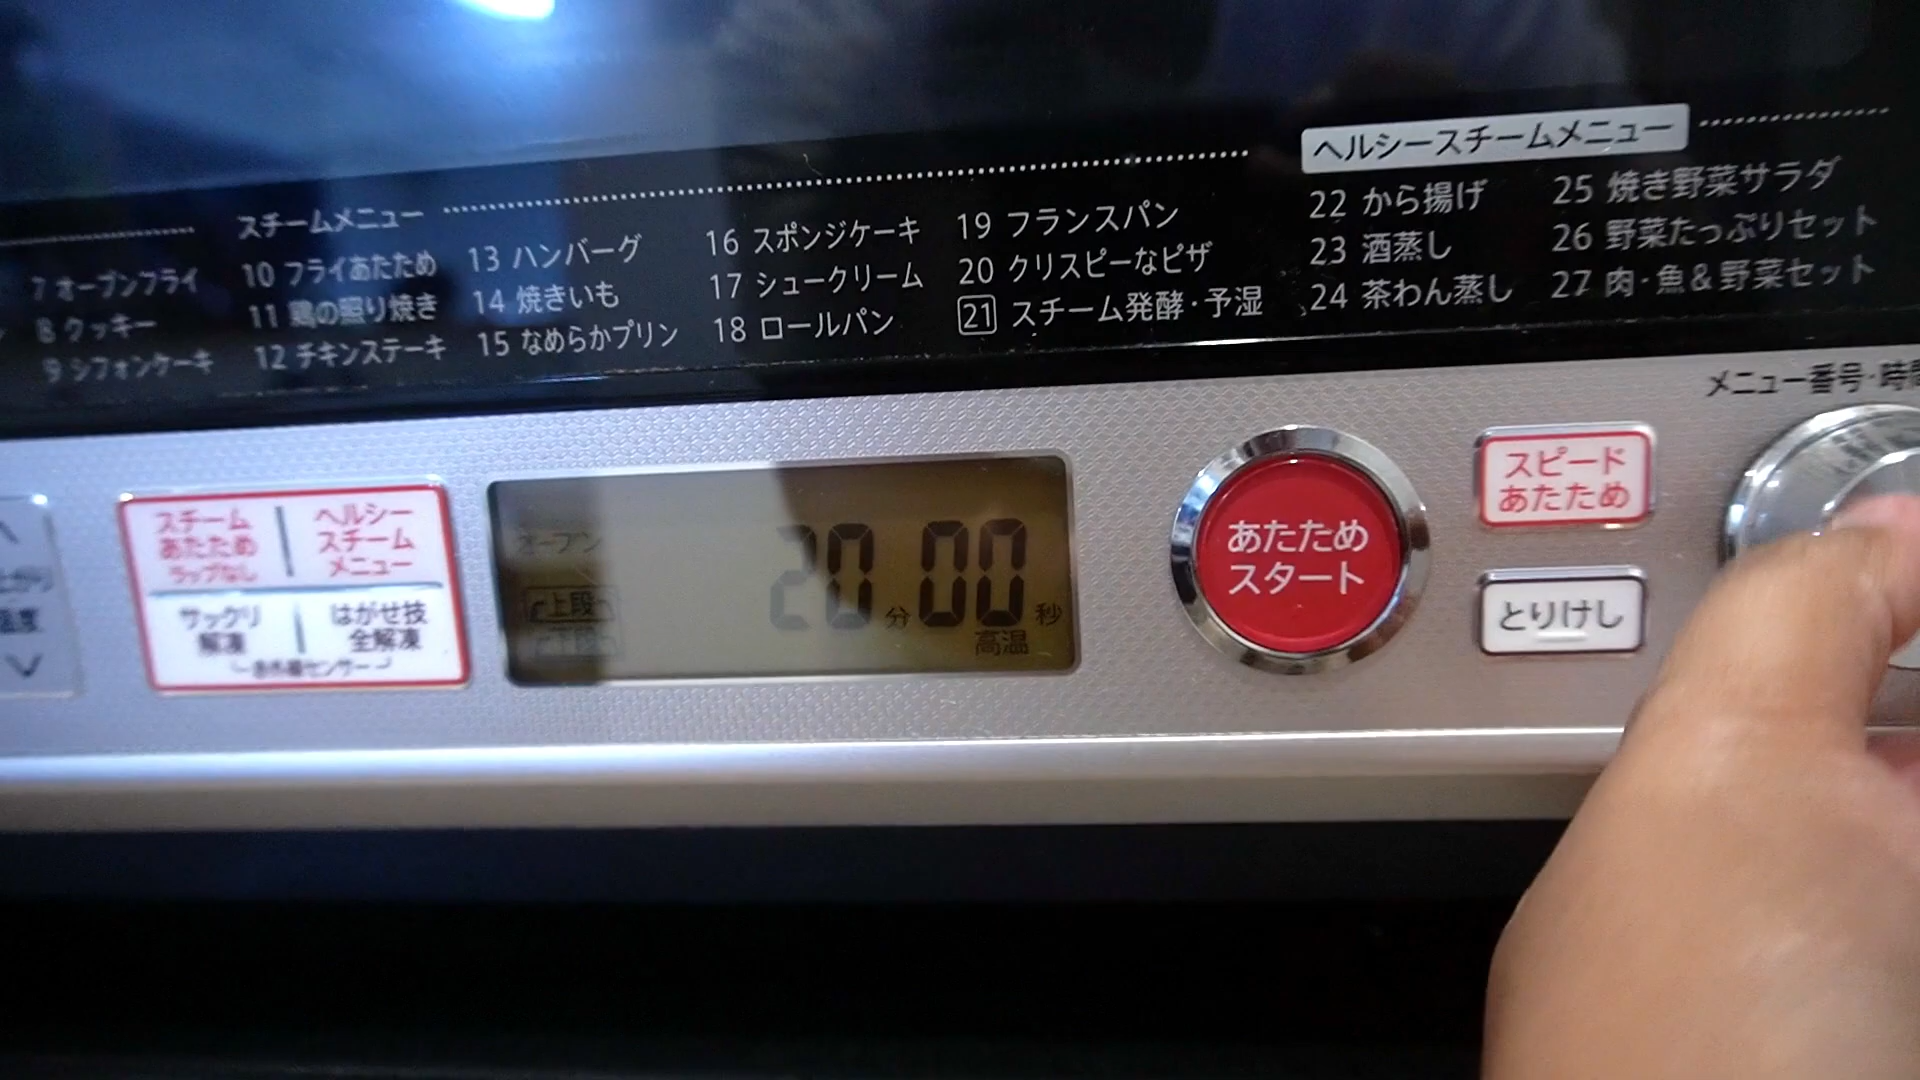 ヘルシースチームメニュー
スチームメニュー
7 オーブンフライ
8 クッキー
9 シフォンケーキ
10 フライあたため
11 鶏の照り焼き
12 チキンステーキ
13 ハンバーグ
14 焼きいも
15 なめらかプリン
16 スポンジケーキ
17 シュークリーム
18 ロールパン
19 フランスパン
20 クリスピーなピザ
21 スチーム発酵・予湿
22 から揚げ
23 酒蒸し
24 茶わん蒸し
25 焼き野菜サラダ
26 野菜たっぷりセット
27 肉・魚&野菜セット
メニュー番号・時間
スチーム
あたため
ラップなし
ヘルシー
スチーム
メニュー
サックリ
解凍
はがせ技
全解凍
赤外線センサー
オーブン
上段
下段
20分00秒
高温
あたため
スタート
スピード
あたため
とりけし